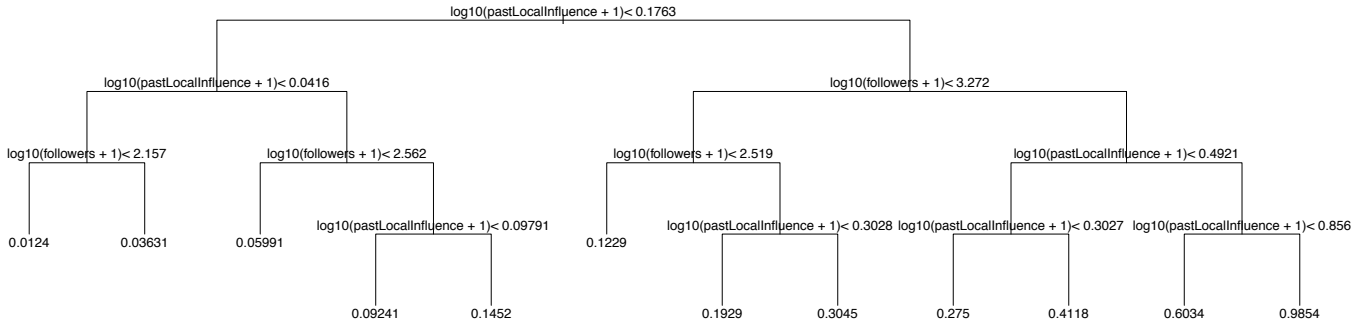 log10(pastLocalInfluence + 1)< 0.1763
log10(pastLocalInfluence + 1)< 0.0416
log10(followers + 1)< 3.272
log10(followers + 1)< 2.157
log10(followers + 1)< 2.562
log10(followers + 1)< 2.519
log10(pastLocalInfluence + 1)< 0.4921
0.0124
0.03631
0.05991
log10(pastLocalInfluence + 1)< 0.09791
0.1229
log10(pastLocalInfluence + 1)< 0.3028
log10(pastLocalInfluence + 1)< 0.3027
log10(pastLocalInfluence + 1)< 0.856
0.09241
0.1452
0.1929
0.3045
0.275
0.4118
0.6034
0.9854